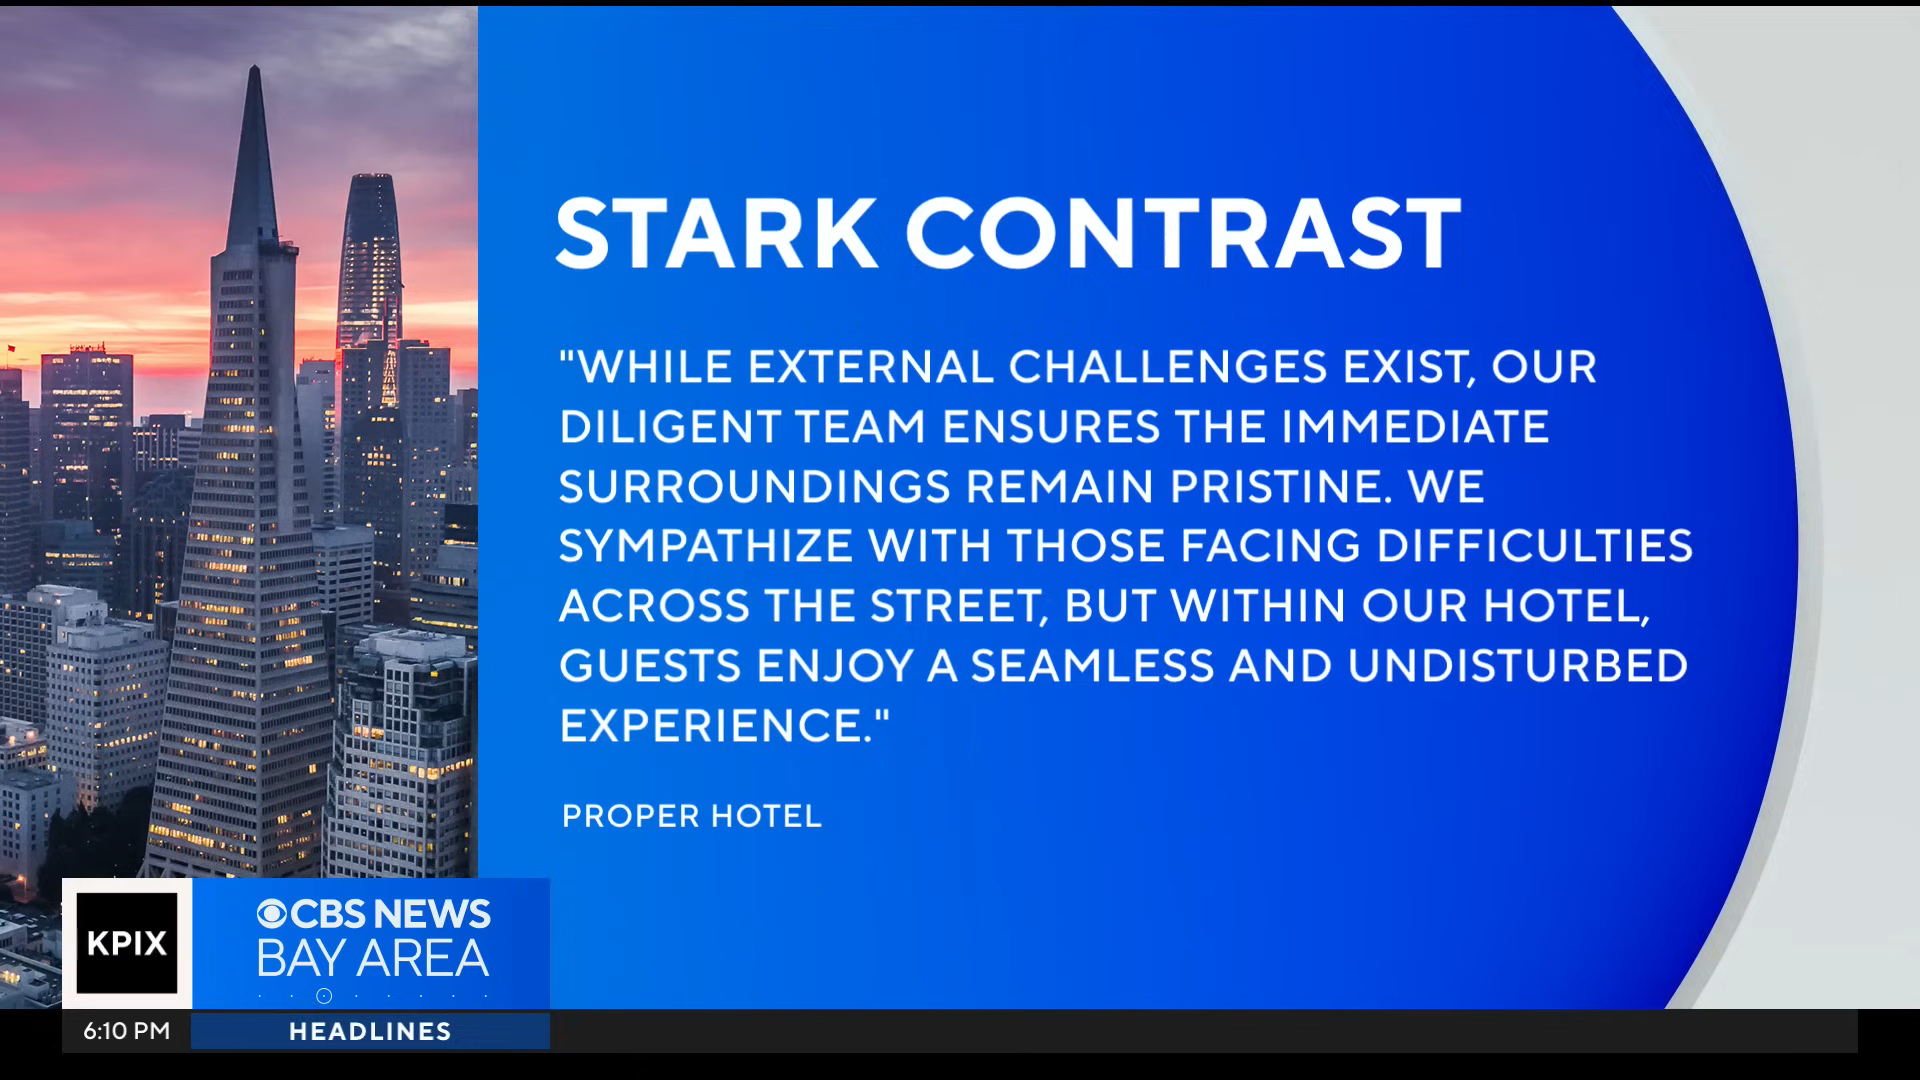 STARK CONTRAST
"WHILE EXTERNAL CHALLENGES EXIST, OUR
DILIGENT TEAM ENSURES THE IMMEDIATE
SURROUNDINGS REMAIN PRISTINE. WE
SYMPATHIZE WITH THOSE FACING DIFFICULTIES
ACROSS THE STREET, BUT WITHIN OUR HOTEL,
GUESTS ENJOY A SEAMLESS AND UNDISTURBED
EXPERIENCE."
PROPER HOTEL
KPIX
CBS NEWS
BAY AREA
6:10 PM
HEADLINES